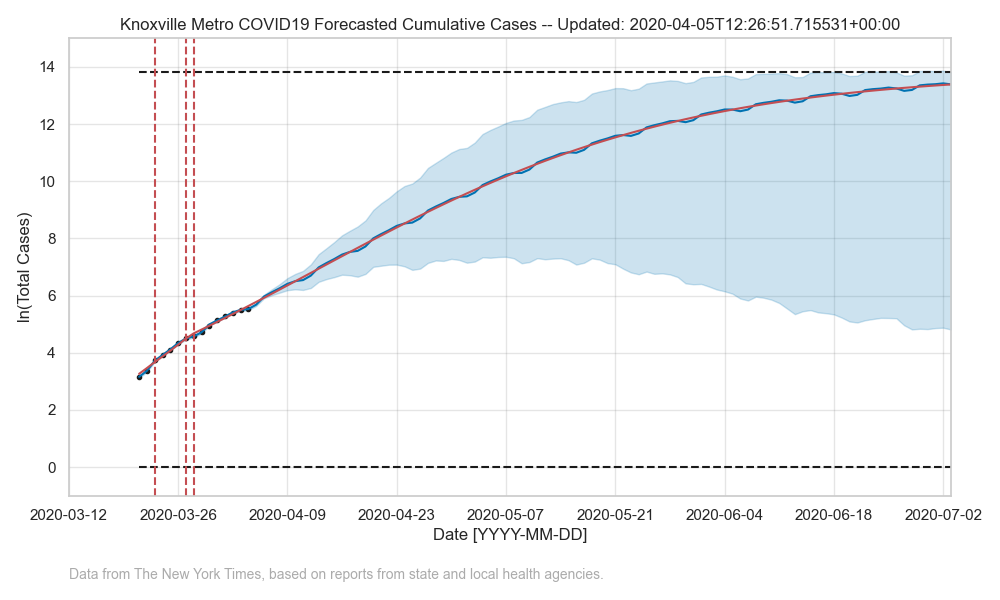 Knoxville Metro COVID19 Forecasted Cumulative Cases -- Updated: 2020-04-05T12:26:51.715531+00:00
14
12
10
8
6
4
2
0
ln(Total Cases)
2020-03-12 2020-03-26 2020-04-09 2020-04-23 2020-05-07 2020-05-21 2020-06-04 2020-06-18 2020-07-02
Date [YYYY-MM-DD]
Data from The New York Times, based on reports from state and local health agencies.